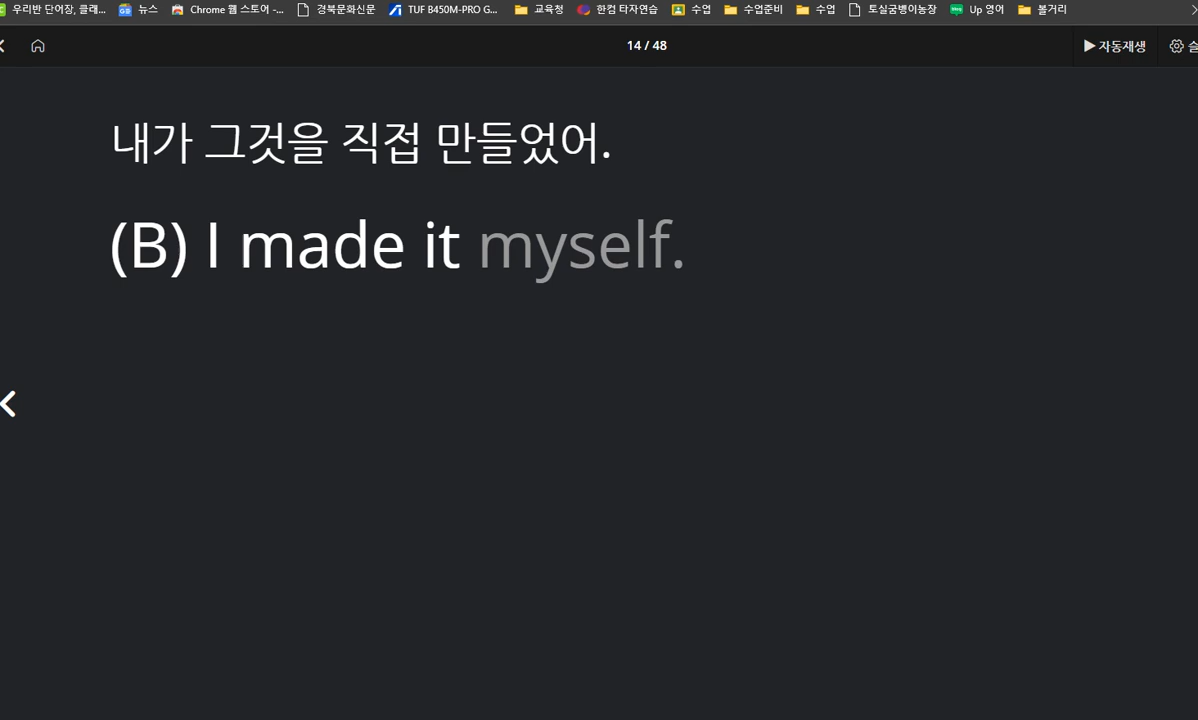 우리반 단어장, 클래... 뉴스 Chrome 웹 스토어 -... 경북문화신문 TUF B450M-PRO G... 교육청 한컴 타자연습 수업 수업준비 수업 토실굼벵이농장 Up 영어 볼거리
14 / 48 자동재생 슬
내가 그것을 직접 만들었어.
(B) I made it myself.